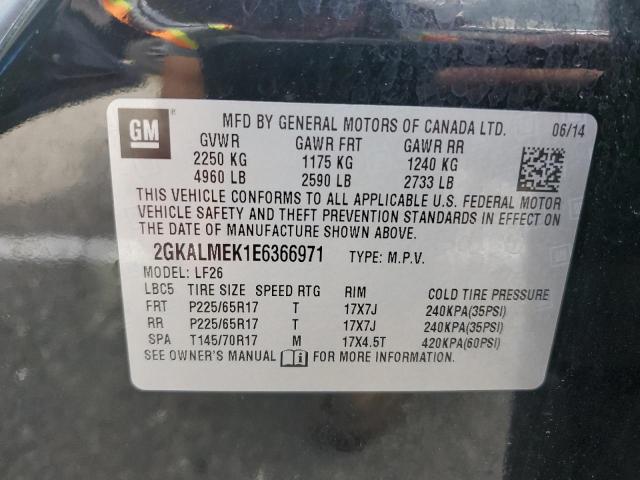 GM
MFD BY GENERAL MOTORS OF CANADA LTD. 06/14
GVWR GAWR FRT GAWR RR
2250 KG 1175 KG 1240 KG
4960 LB 2590 LB 2733 LB
THIS VEHICLE CONFORMS TO ALL APPLICABLE U.S. FEDERAL MOTOR
VEHICLE SAFETY AND THEFT PREVENTION STANDARDS IN EFFECT ON
THE DATE OF MANUFACTURE SHOWN ABOVE.
2GKALMEK1E6366971 TYPE: M.P.V.
MODEL: LF26
LBC5 TIRE SIZE SPEED RTG RIM COLD TIRE PRESSURE
FRT P225/65R17 T 17X7J 240KPA(35PSI)
RR P225/65R17 T 17X7J 240KPA(35PSI)
SPA T145/70R17 M 17X4.5T 420KPA(60PSI)
SEE OWNER'S MANUAL i FOR MORE INFORMATION.